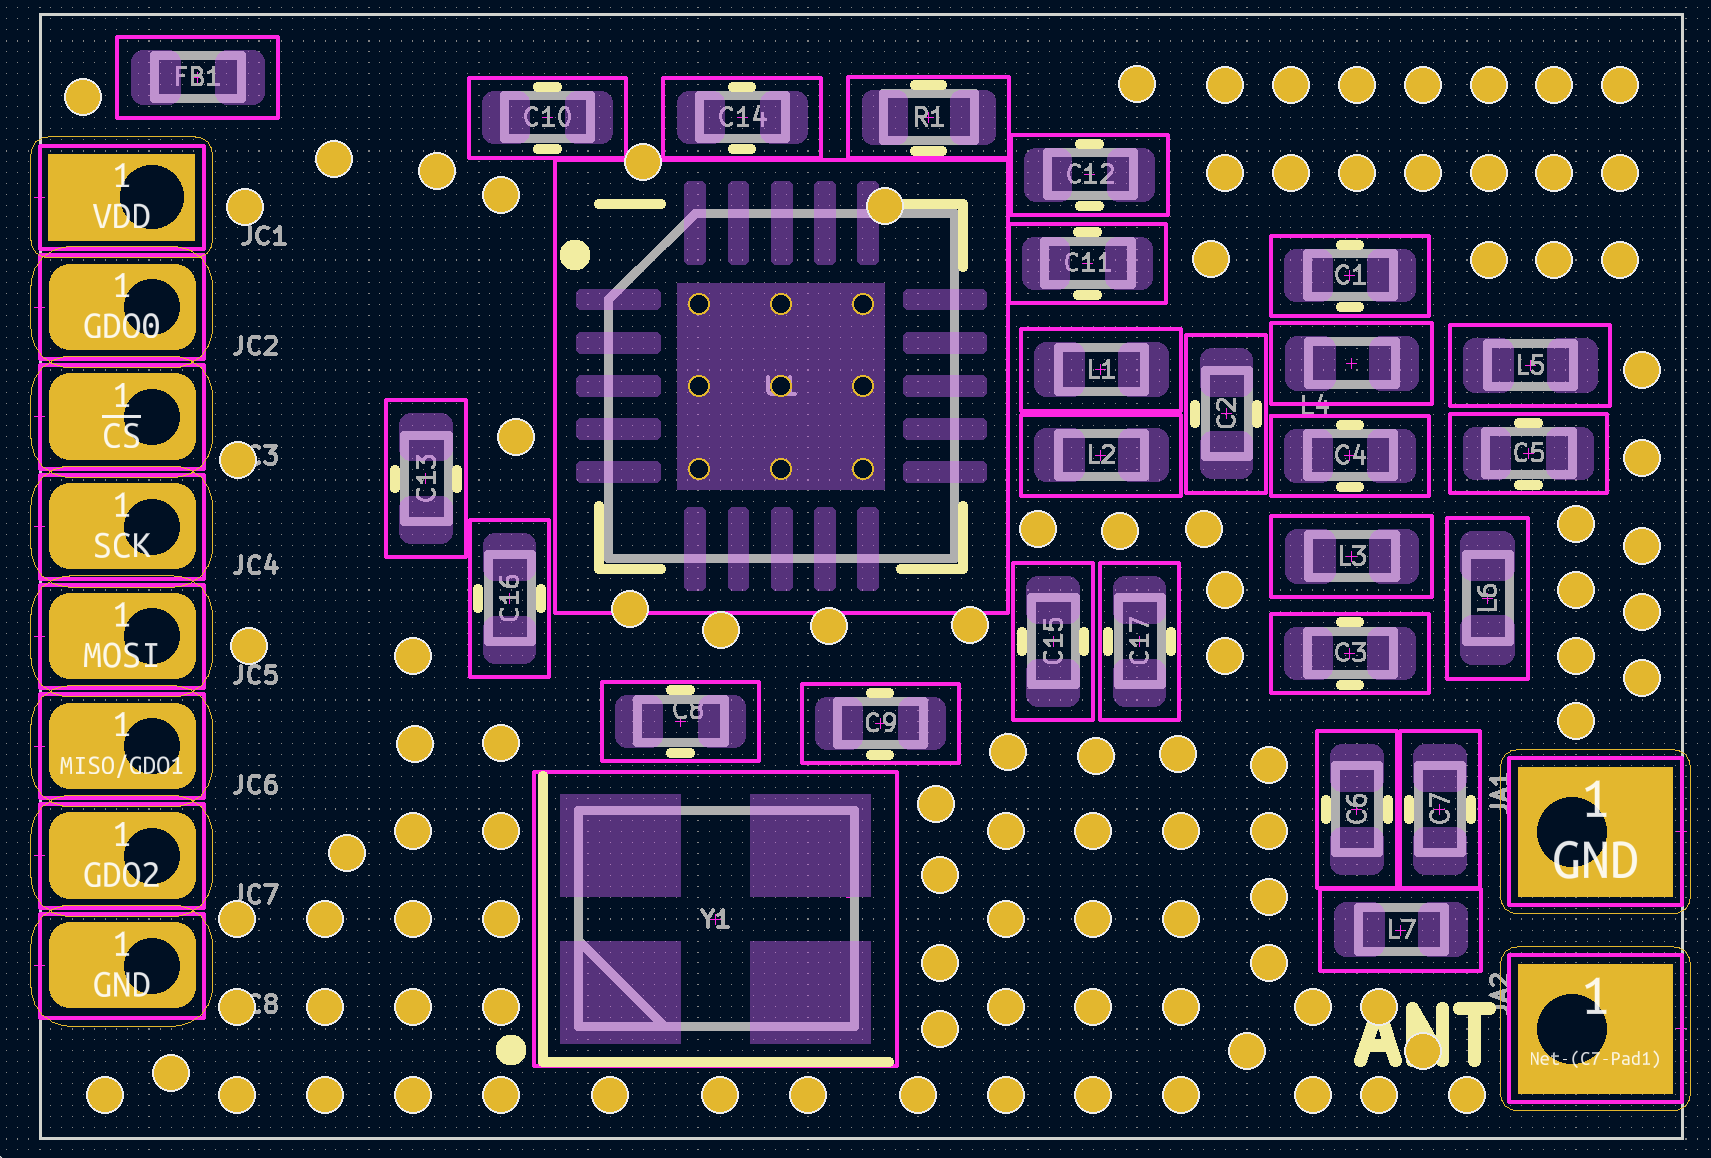 FB1
C10
C14
R1
C12
1
VDD
JC1
C11
C1
1
GDO0
JC2
L1
L5
L4
C2
1
CS
C3
C13
L2
C4
C5
1
SCK
JC4
L3
C16
L6
1
MOSI
JC5
C15
C17
C3
C8
C9
1
MISO/GDO1
JC6
C6
C7
JA1
1
GND
1
GDO2
JC7
Y1
L7
1
GND
C8
ANT
JA2
1
Net-(C7-Pad1)